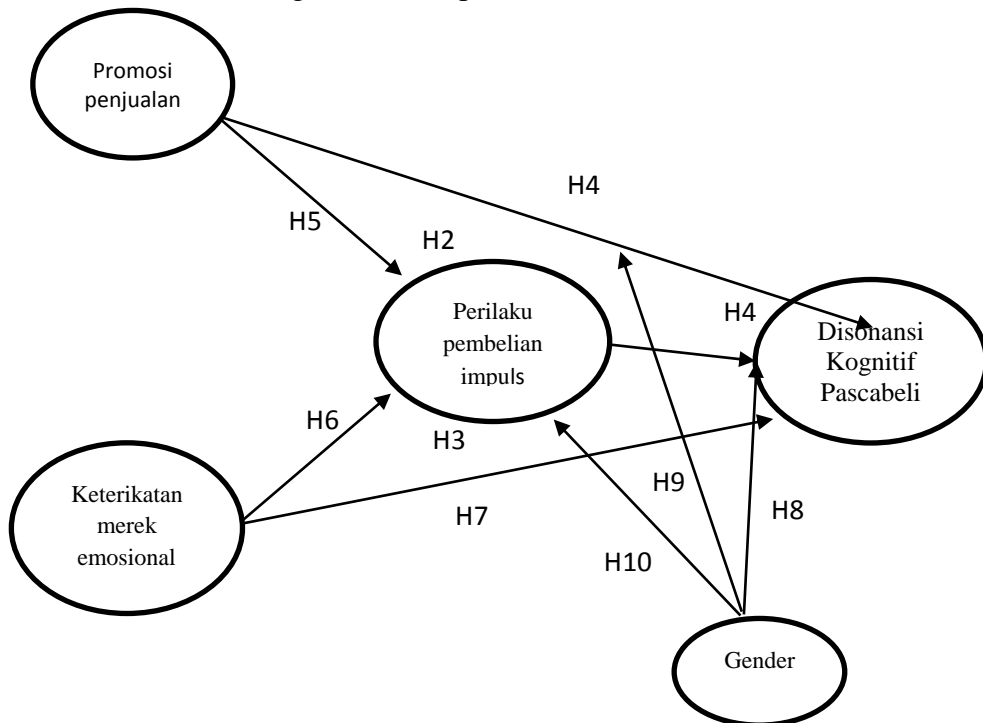 Promosi
penjualan
H4
H5
H2
Perilaku
pembelian
impuls
H4
Disonansi
Kognitif
Pascabeli
H6
H3
Keterikatan
merek
emosional
H7
H9
H8
H10
Gender